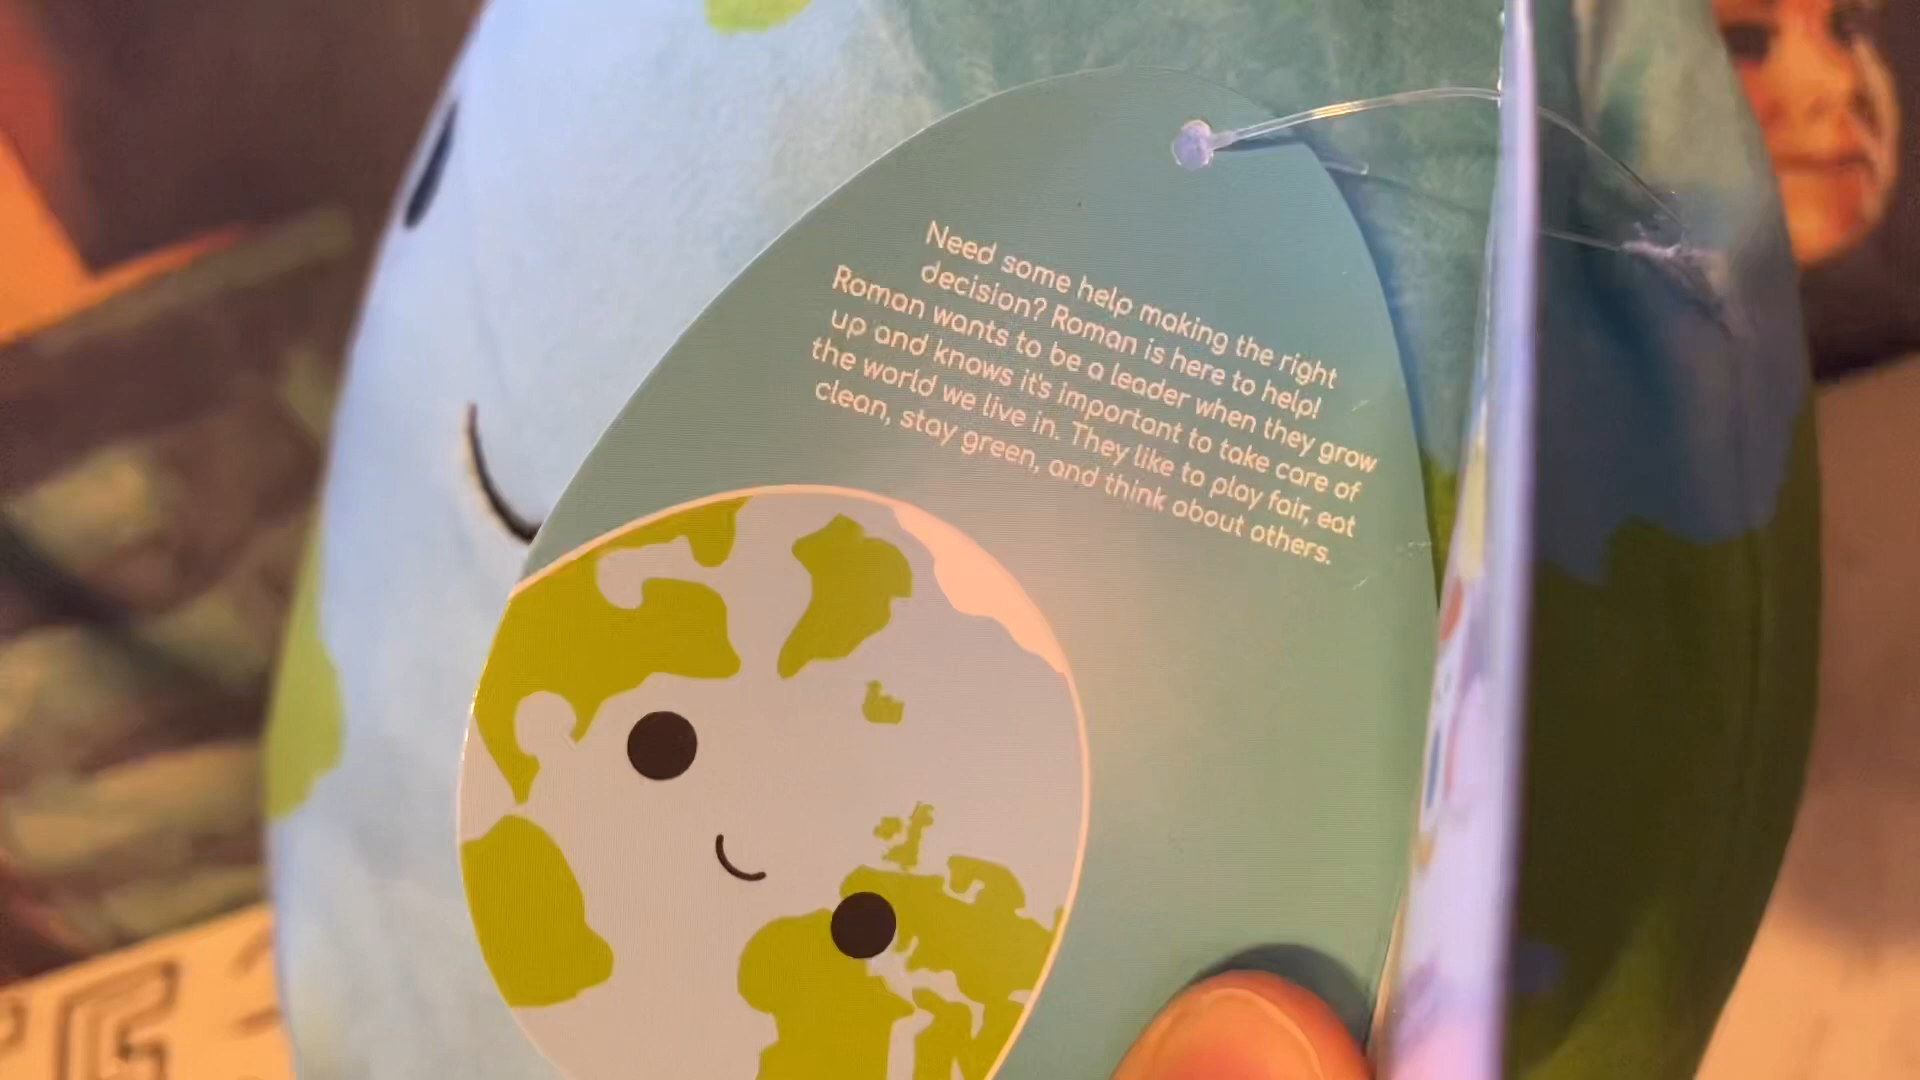 Need some help making the right
decision? Roman is here to help!
Roman wants to be a leader when they grow
up and knows it's important to take care of
the world we live in. They like to play fair, eat
clean, stay green, and think about others.